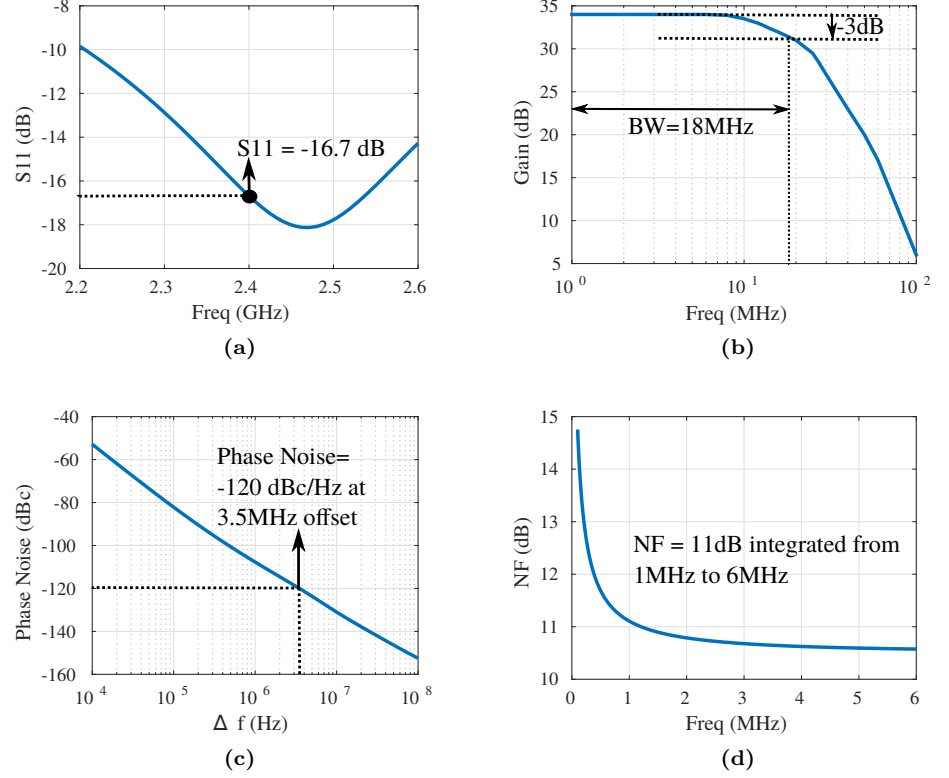 -8
-10
-12
-14
-16
-18
-20
S11 (dB)
S11 = -16.7 dB
2.2 2.3 2.4 2.5 2.6
Freq (GHz)
(a)
35
30
25
20
15
10
5
Gain (dB)
-3dB
BW=18MHz
10^0 10^1 10^2
Freq (MHz)
(b)
-40
-60
-80
-100
-120
-140
-160
Phase Noise (dBc)
Phase Noise=
-120 dBc/Hz at
3.5MHz offset
10^4 10^5 10^6 10^7 10^8
Δ f (Hz)
(c)
15
14
13
12
11
10
NF (dB)
NF = 11dB integrated from
1MHz to 6MHz
0 1 2 3 4 5 6
Freq (MHz)
(d)